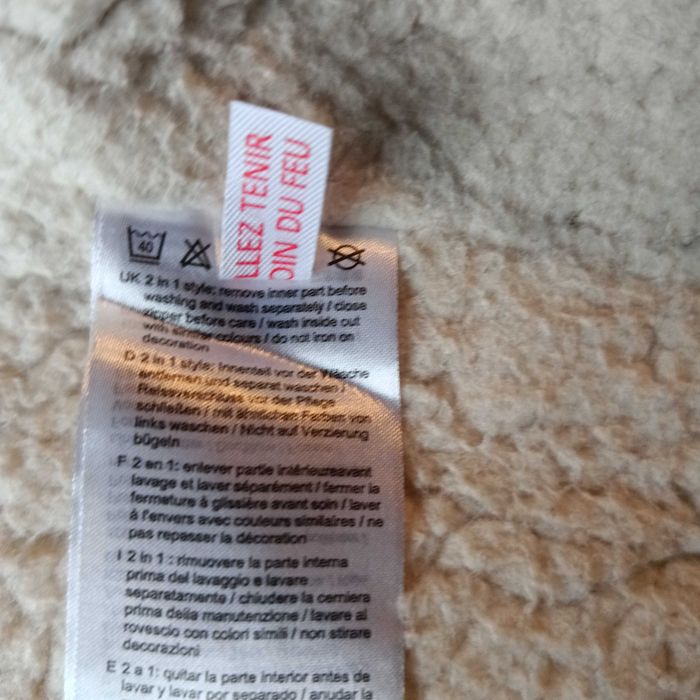 LLEZ TENIR
OIN DU FEU
40
UK 2 in 1 style: remove inner part before
washing and wash separately / close
zipper before care / wash inside out
with similar colours / do not iron on
decoration
D 2 in 1 style: Innenteil vor der Wäsche
entfernen und separat waschen /
Reissverschluss vor der Pflege
schließen / mit ähnlichen Farben von
links waschen / Nicht auf Verzierung
bügeln
F 2 en 1: enlever partie intérieureavant
lavage et laver séparément / fermer la
fermeture à glissière avant soin / laver
à l'envers avec couleurs similaires / ne
pas repasser la décoration
I 2 in 1 : rimuovere la parte interna
prima del lavaggio e lavare
separatamente / chiudere la cerniera
prima della manutenzione / lavare al
rovescio con colori simili / non stirare
decorazioni
E 2 a 1: quitar la parte interior antes de
lavar y lavar por separado / anudar la